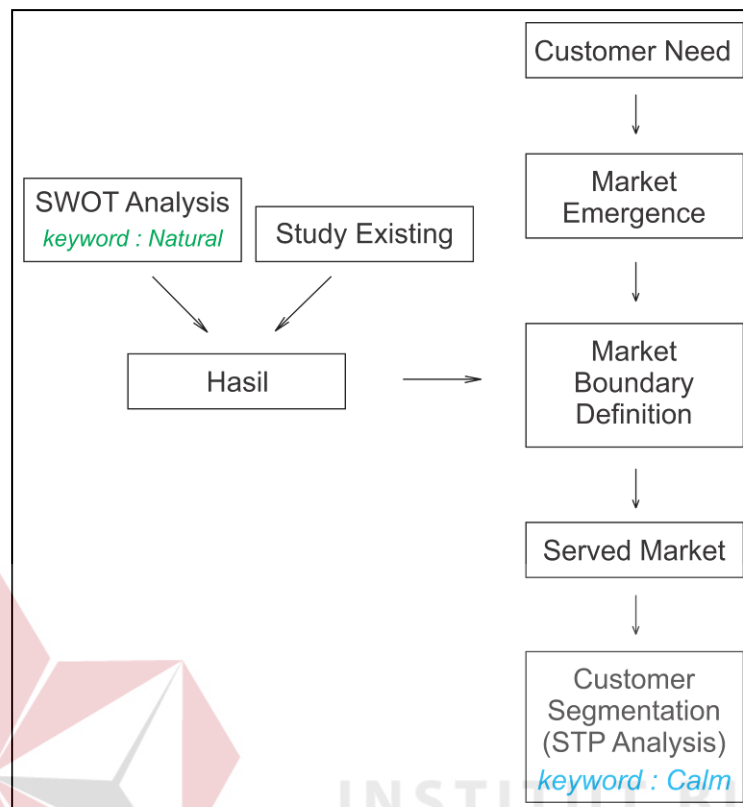 Customer Need
Market
Emergence
SWOT Analysis
keyword : Natural
Study Existing
Hasil
Market
Boundary
Definition
Served Market
Customer
Segmentation
(STP Analysis)
keyword : Calm
INSTITUT